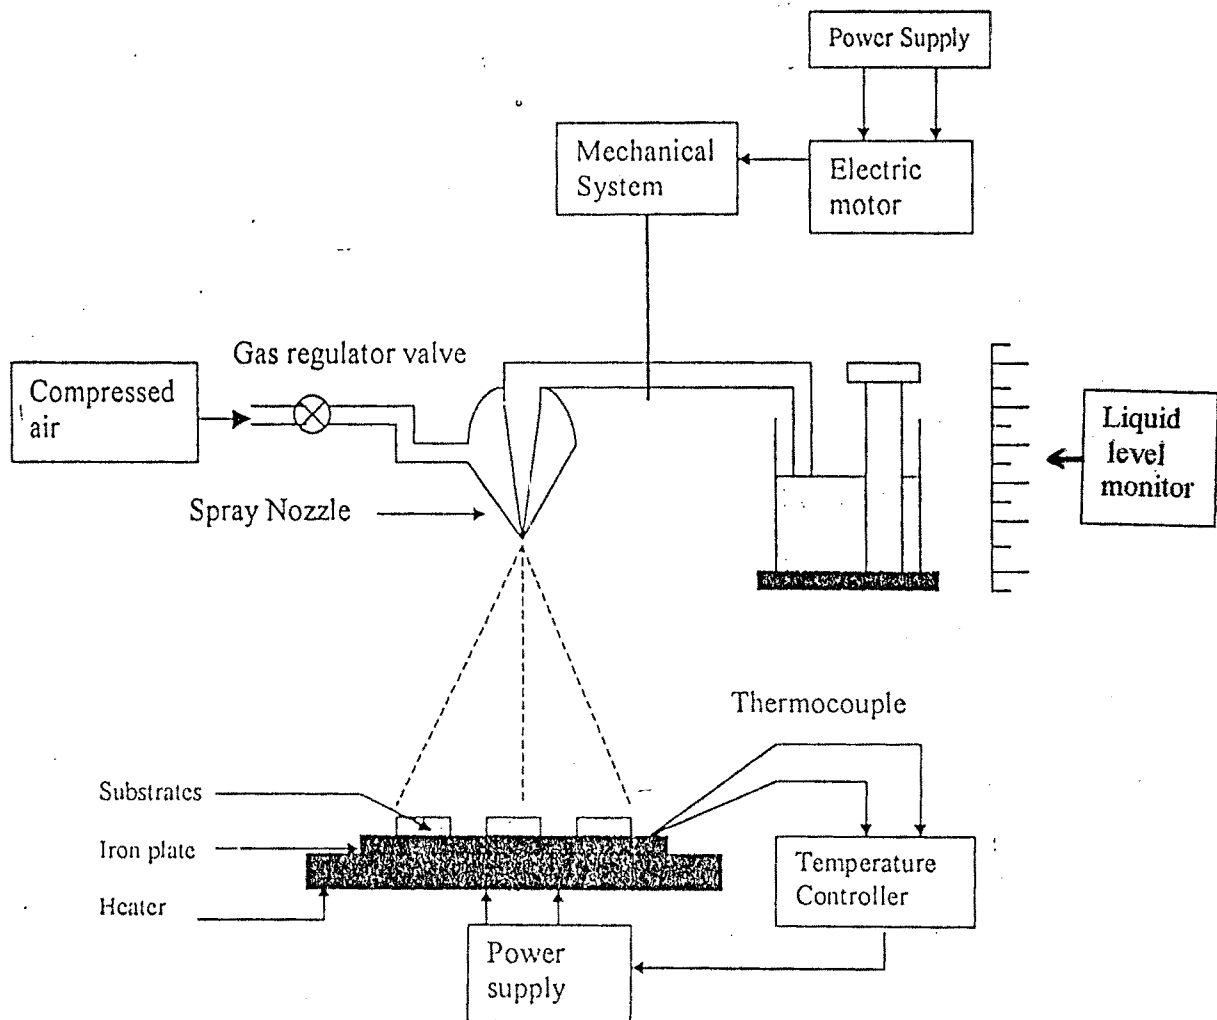 Power Supply
Mechanical
System
Electric
motor
Gas regulator valve
Compressed
air
Liquid
level
monitor
Spray Nozzle
Thermocouple
Substrates
Iron plate
Heater
Temperature
Controller
Power
supply